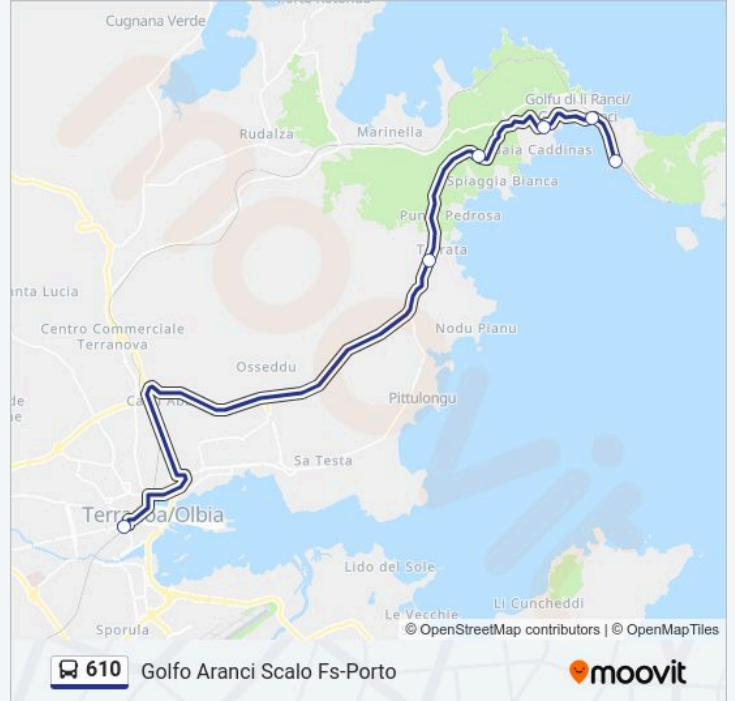 Cugnana Verde
Golfu di li Ranci/
Rudalza
Marinella
Caddinas
Spiaggia Bianca
Pedrosa
anta Lucia
Centro Commerciale
Terranova
Nodu Pianu
Osseddu
Pittulongu
Sa Testa
/Olbia
Lido del Sole
Li Cuncheddi
Le Vecchie
Sporula
© OpenStreetMap contributors | © OpenMapTiles
610 Golfo Aranci Scalo Fs-Porto
moovit